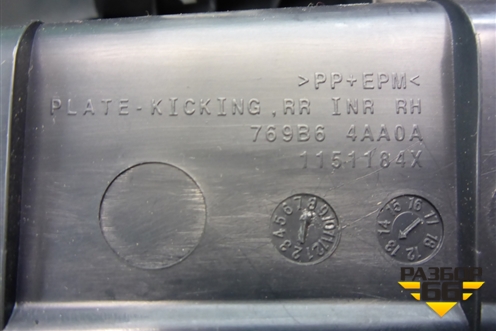 >PP+EPM<
PLATE-KICKING,RR INR RH
769B6 4AA0A
1151184X
РАЗБОР
66